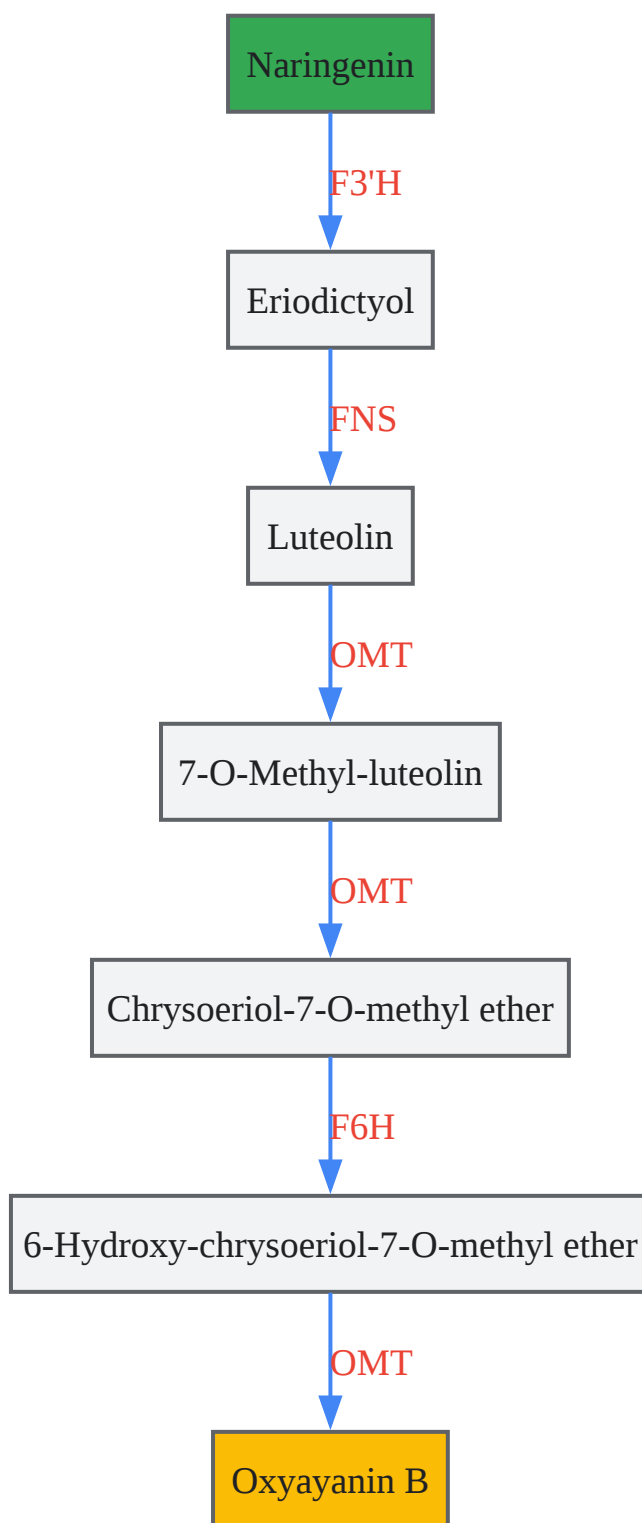 Naringenin
F3'H
Eriodictyol
FNS
Luteolin
OMT
7-O-Methyl-luteolin
OMT
Chrysoeriol-7-O-methyl ether
F6H
6-Hydroxy-chrysoeriol-7-O-methyl ether
OMT
Oxyayanin B